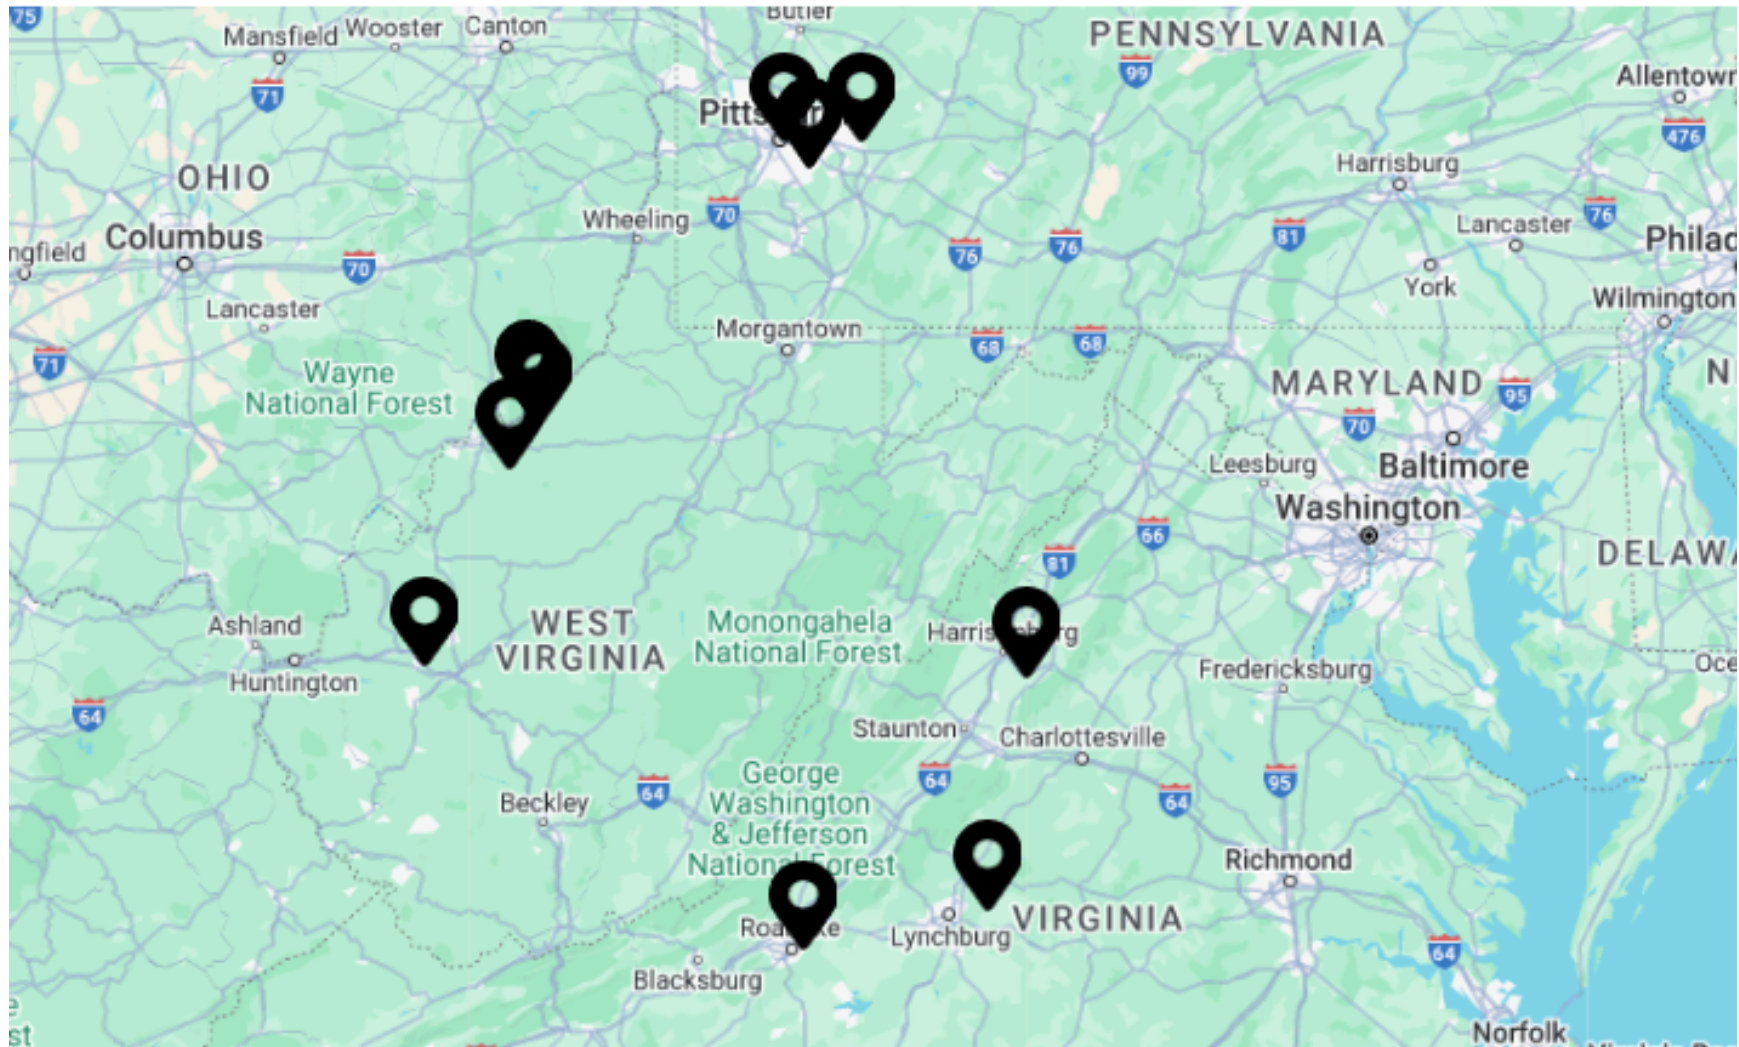 75
Mansfield
Wooster
Canton
Butler
PENNSYLVANIA
99
71
Allentown
476
Harrisburg
OHIO
Wheeling
70
81
76
Lancaster
76
76
Columbus
70
Philad
York
Wilmington
Lancaster
Morgantown
68
68
71
Wayne
National Forest
MARYLAND
95
70
Leesburg
Baltimore
Washington
66
81
DELAWA
Ashland
WEST
VIRGINIA
Monongahela
National Forest
Huntington
Fredericksburg
64
Staunton
Charlottesville
George
Washington
& Jefferson
National Forest
64
64
64
95
Beckley
Richmond
VIRGINIA
Lynchburg
Blacksburg
64
Norfolk